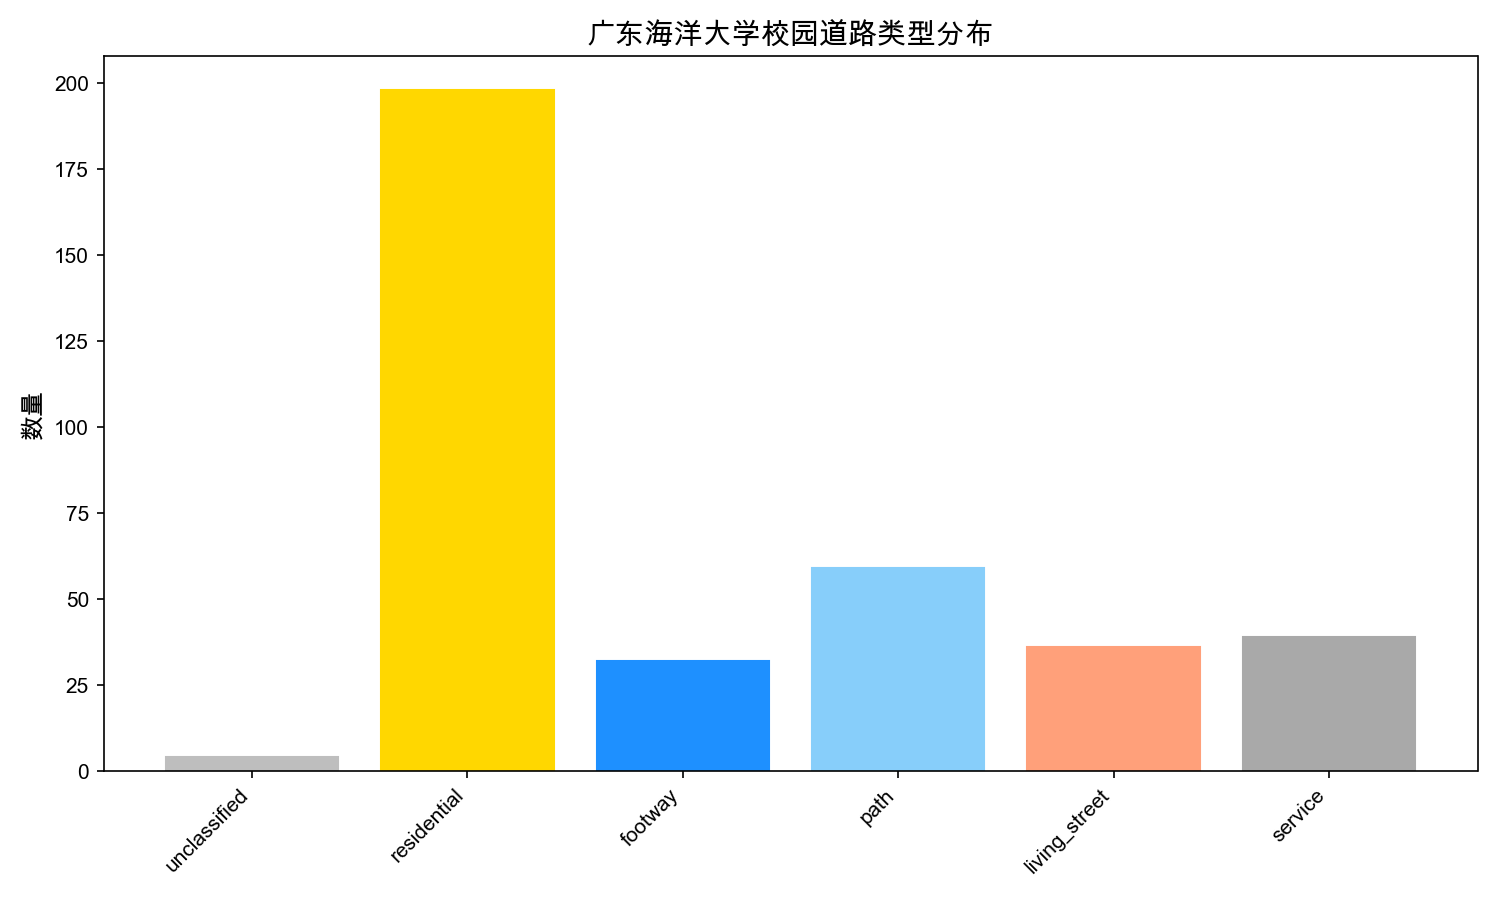 广东海洋大学校园道路类型分布
数量
200
175
150
125
100
75
50
25
0
unclassified
residential
footway
path
living_street
service